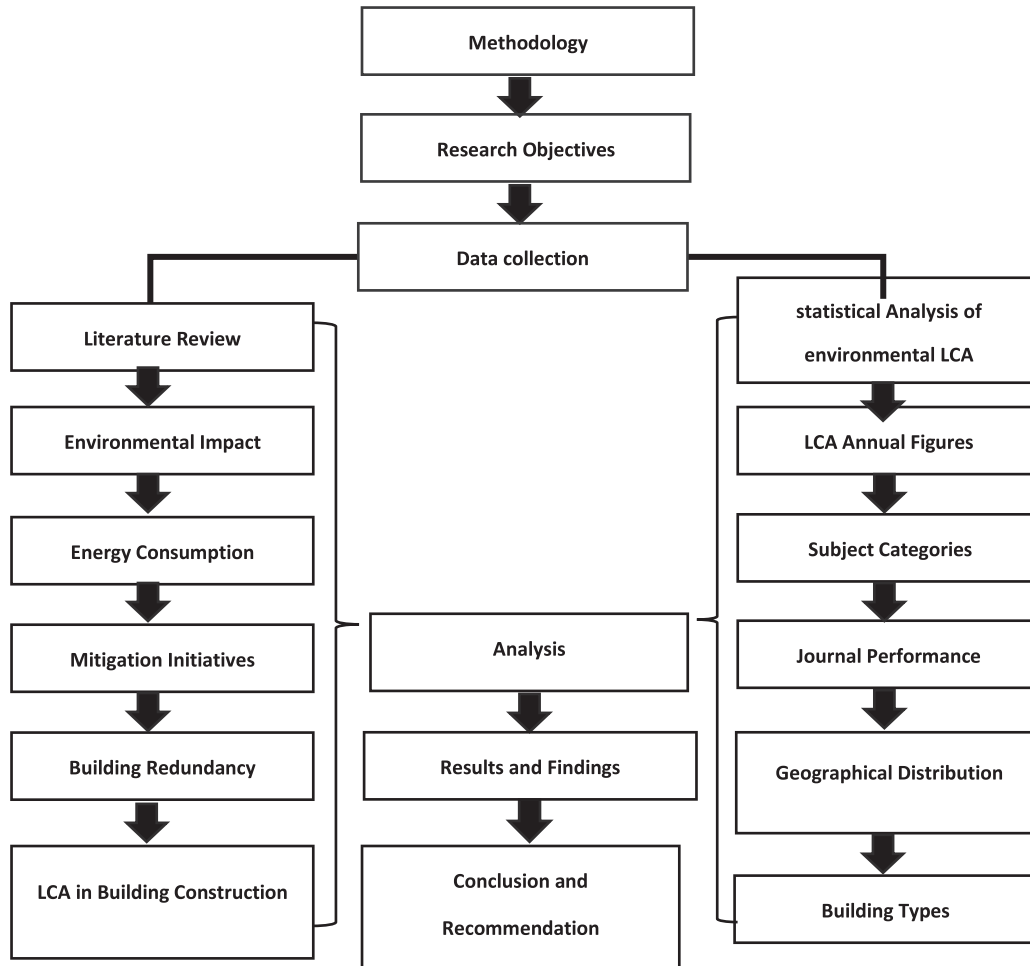 Methodology
Research Objectives
Data collection
Literature Review
Environmental Impact
Energy Consumption
Mitigation Initiatives
Building Redundancy
LCA in Building Construction
statistical Analysis of
environmental LCA
LCA Annual Figures
Subject Categories
Journal Performance
Geographical Distribution
Building Types
Analysis
Results and Findings
Conclusion and
Recommendation